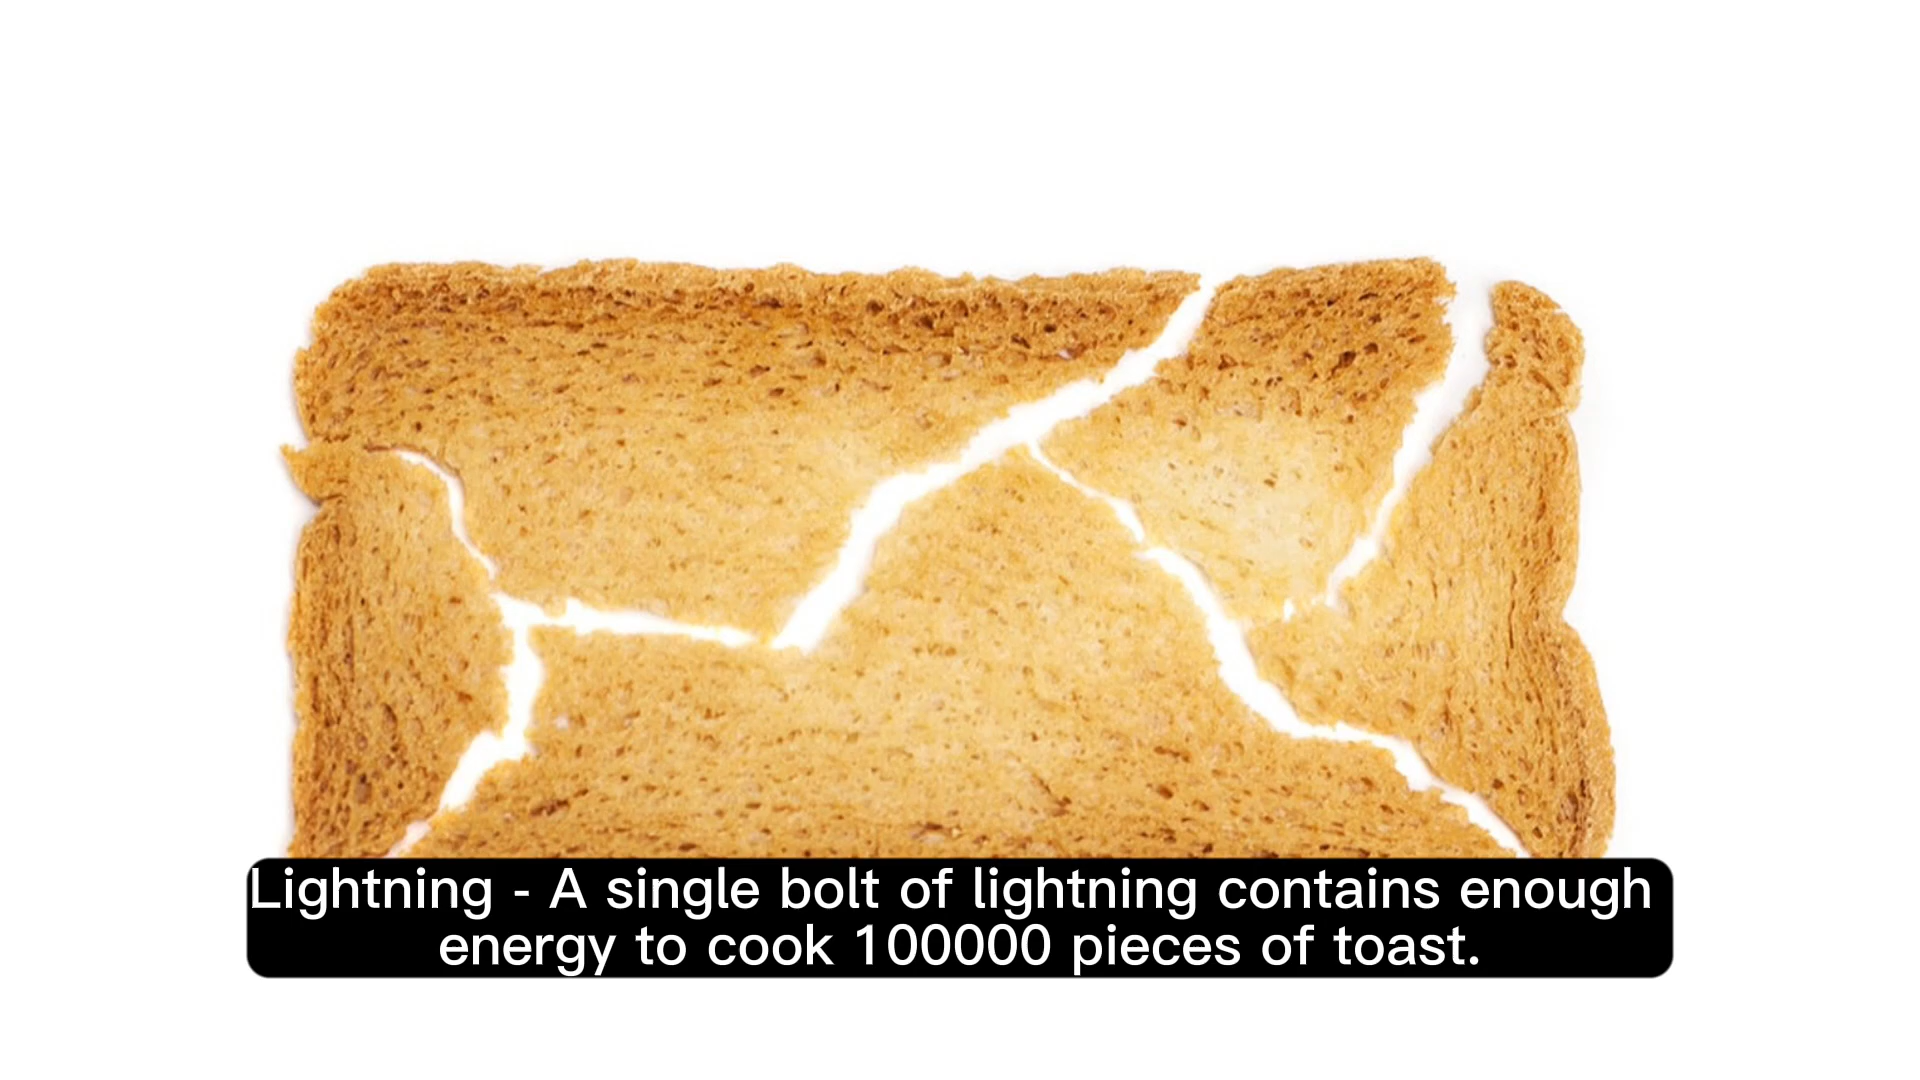 Lightning - A single bolt of lightning contains enough
energy to cook 100000 pieces of toast.